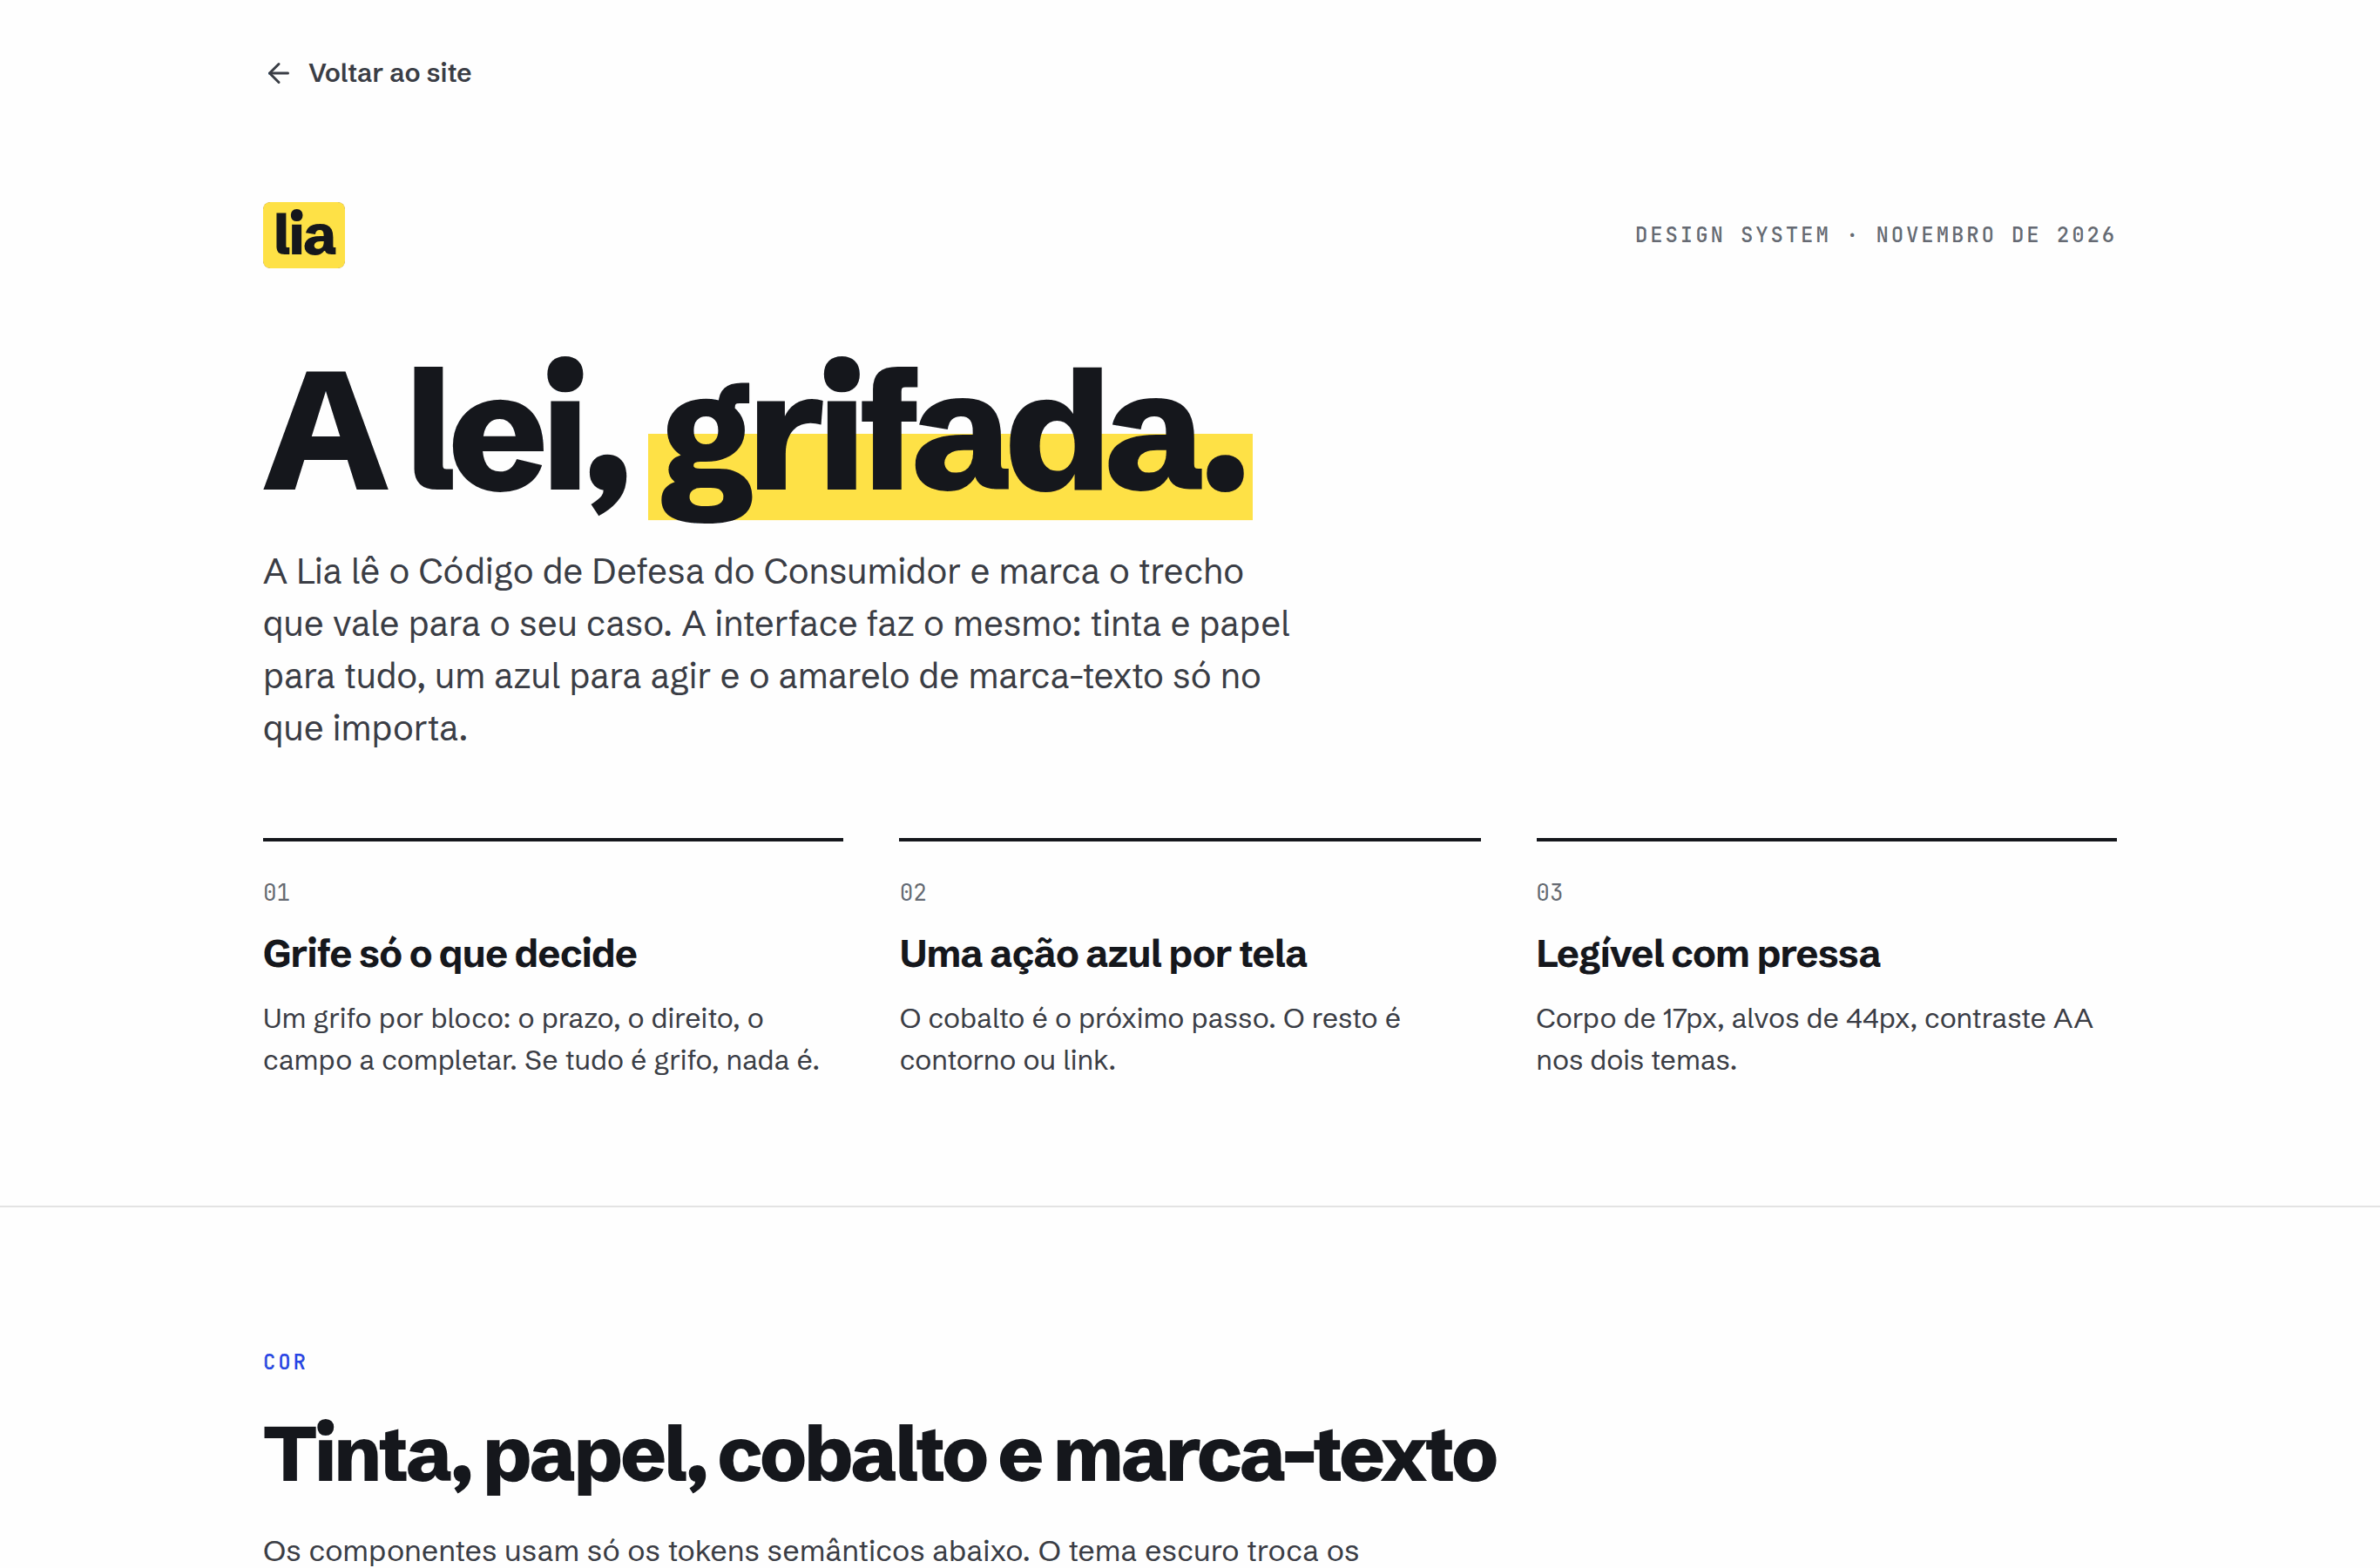 Voltar ao site
lia
DESIGN SYSTEM · NOVEMBRO DE 2026
A lei, grifada.
A Lia lê o Código de Defesa do Consumidor e marca o trecho
que vale para o seu caso. A interface faz o mesmo: tinta e papel
para tudo, um azul para agir e o amarelo de marca-texto só no
que importa.
01
Grife só o que decide
Um grifo por bloco: o prazo, o direito, o
campo a completar. Se tudo é grifo, nada é.
02
Uma ação azul por tela
O cobalto é o próximo passo. O resto é
contorno ou link.
03
Legível com pressa
Corpo de 17px, alvos de 44px, contraste AA
nos dois temas.
COR
Tinta, papel, cobalto e marca-texto
Os componentes usam só os tokens semânticos abaixo. O tema escuro troca os